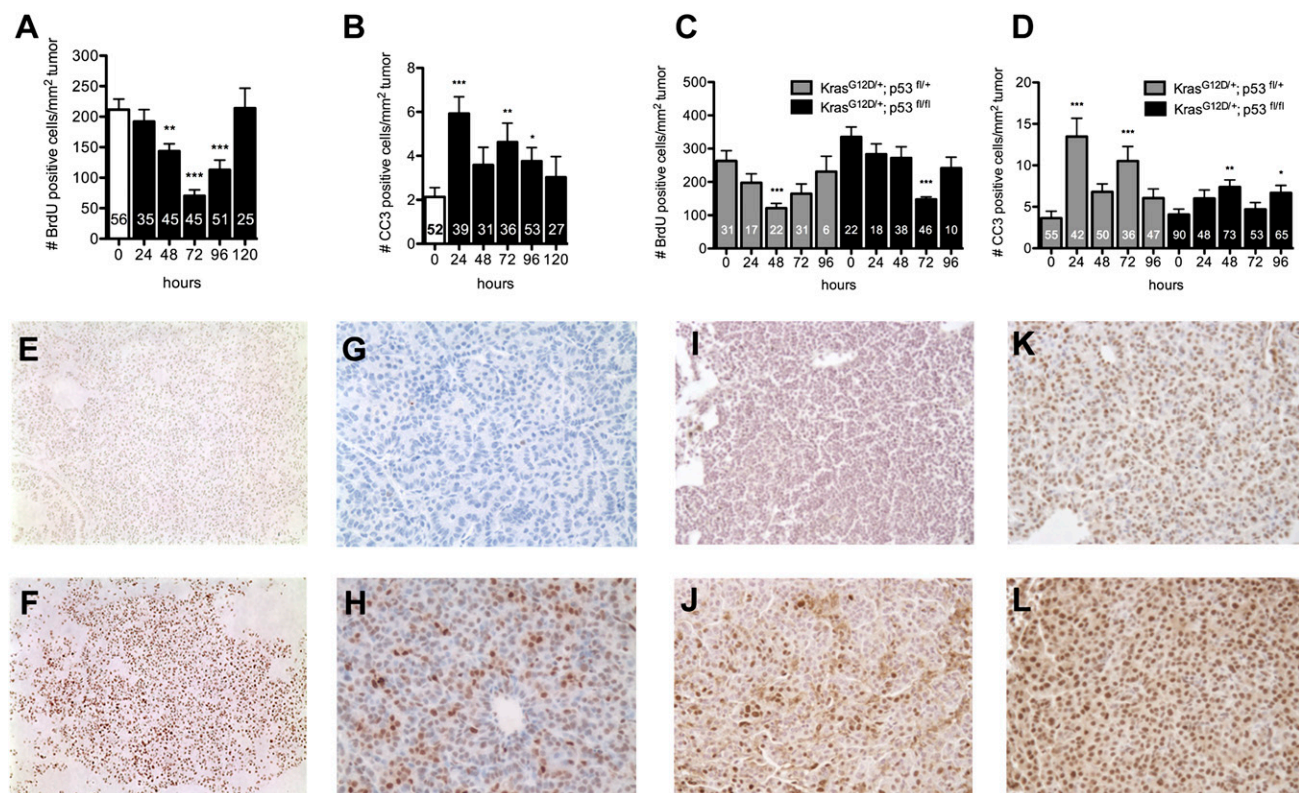 A
# BrdU positive cells/mm² tumor
300
250
200
150
100
50
0
56 35 45 45 51 25
** *** ***
0 24 48 72 96 120
hours
B
# CC3 positive cells/mm² tumor
8
6
4
2
0
*** ** *
52 39 31 36 53 27
0 24 48 72 96 120
hours
C
# BrdU positive cells/mm² tumor
500
400
300
200
100
0
Kras G12D/+; p53 fl/+
Kras G12D/+; p53 fl/fl
*** ***
31 17 22 31 6 22 18 38 46 10
0 24 48 72 96 0 24 48 72 96
hours
D
# CC3 positive cells/mm² tumor
20
15
10
5
0
Kras G12D/+; p53 fl/+
Kras G12D/+; p53 fl/fl
*** *** ** *
55 42 50 36 47 90 48 73 53 65
0 24 48 72 96 0 24 48 72 96
hours
E
G
I
K
F
H
J
L